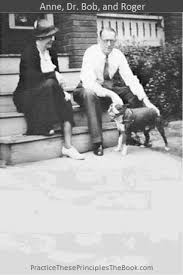 Anne, Dr. Bob, and Roger
PracticeThesePrinciplesTheBook.com